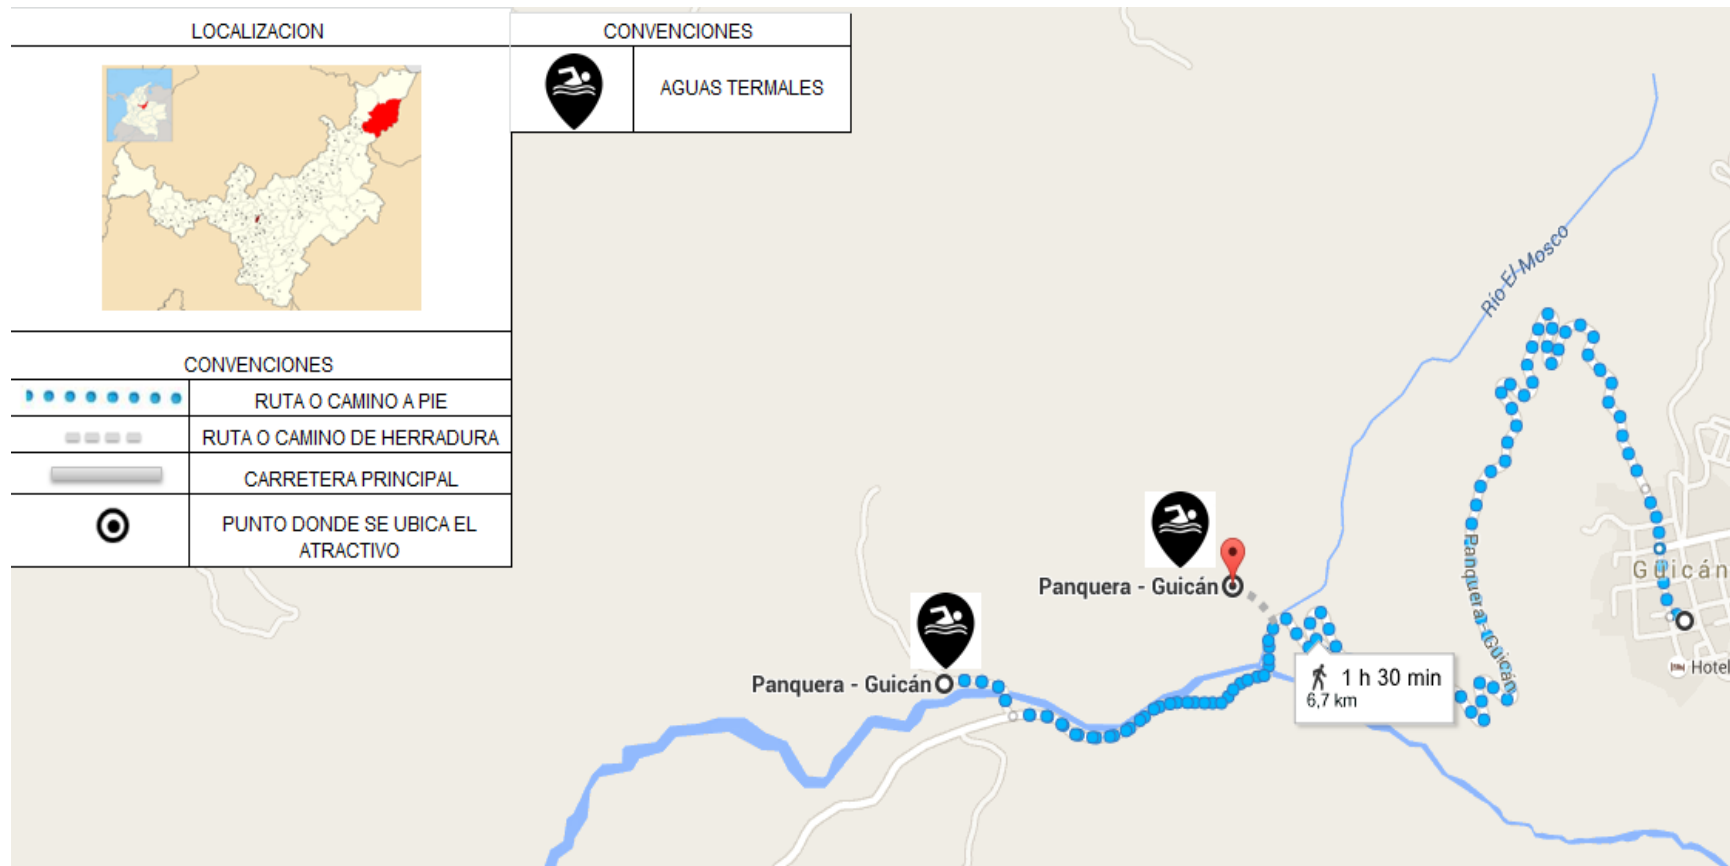 LOCALIZACION
CONVENCIONES
AGUAS TERMALES
CONVENCIONES
RUTA O CAMINO A PIE
RUTA O CAMINO DE HERRADURA
CARRETERA PRINCIPAL
PUNTO DONDE SE UBICA EL
ATRACTIVO
Río El Mosco
Panquera - Guicán
Panquera - Guicán
Panquera - Guicán
Güicán
Hotel
1 h 30 min
6,7 km